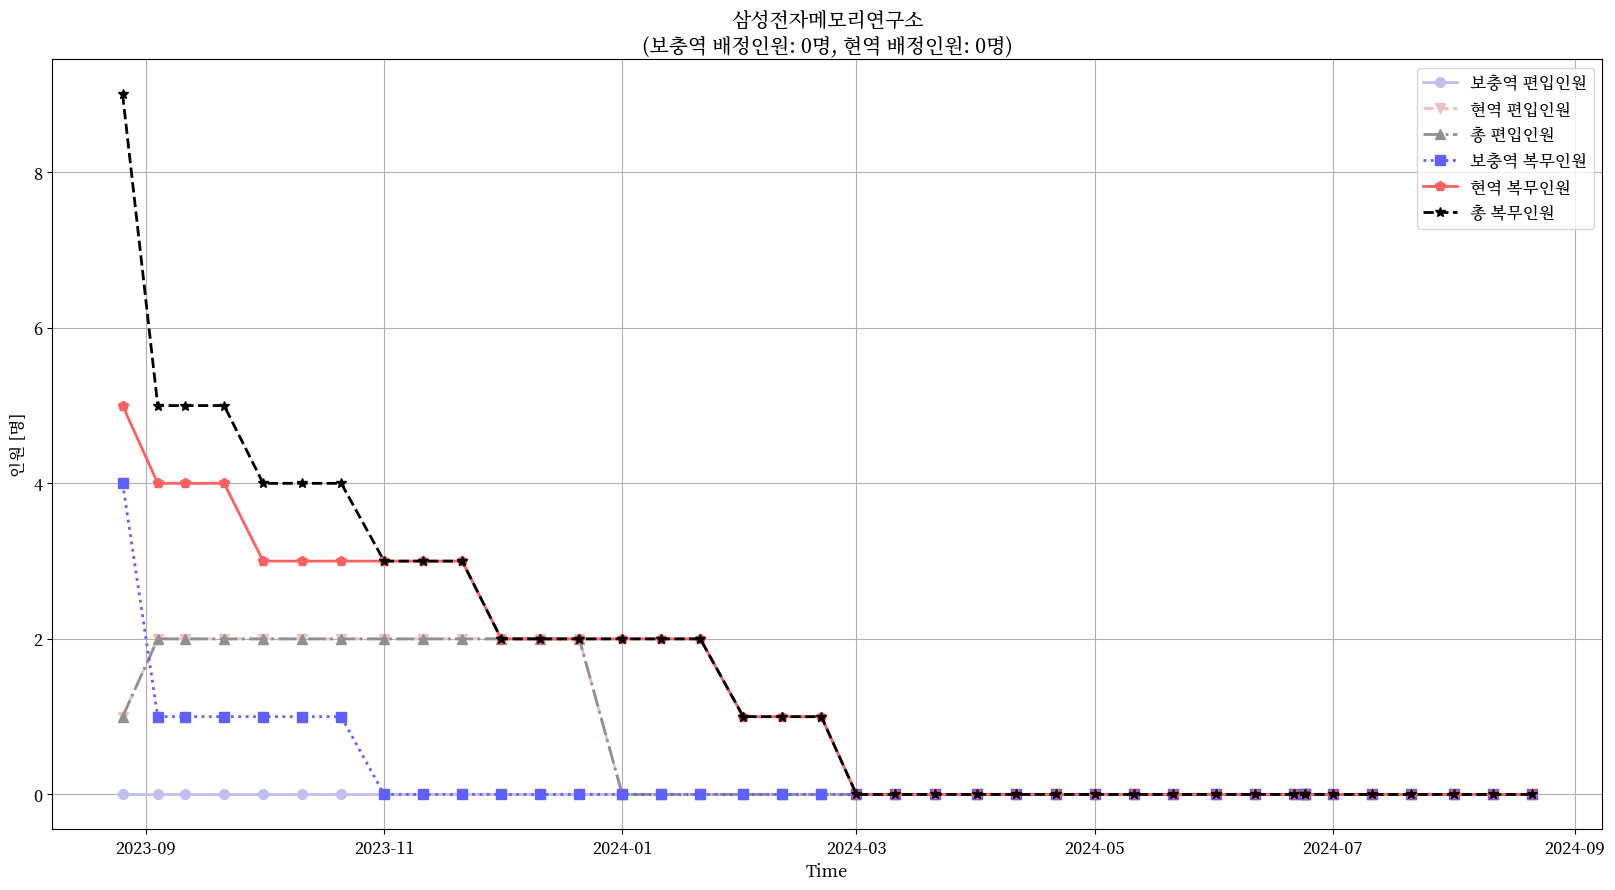 삼성전자메모리연구소
(보충역 배정인원: 0명, 현역 배정인원: 0명)
보충역 편입인원
현역 편입인원
총 편입인원
보충역 복무인원
현역 복무인원
총 복무인원
인원 [명]
8
6
4
2
0
2023-09
2023-11
2024-01
2024-03
2024-05
2024-07
2024-09
Time